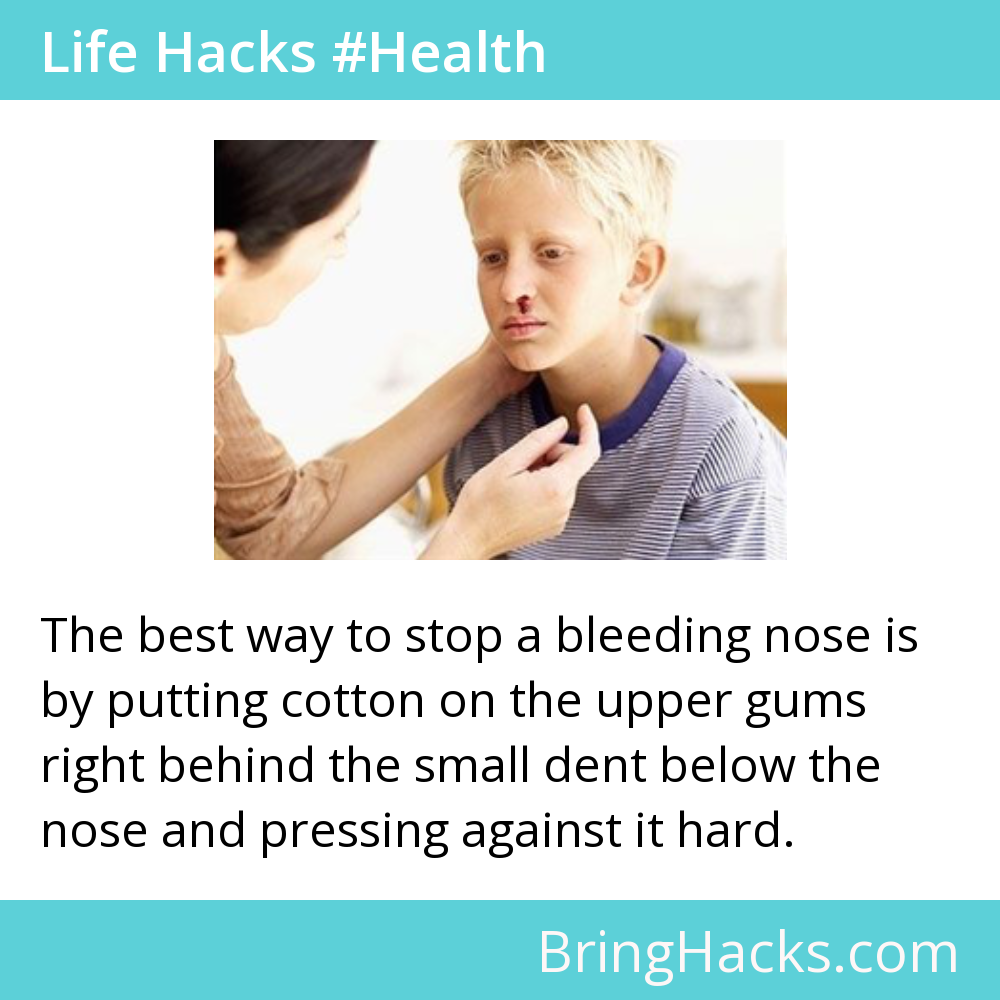 Life Hacks #Health
The best way to stop a bleeding nose is
by putting cotton on the upper gums
right behind the small dent below the
nose and pressing against it hard.
BringHacks.com